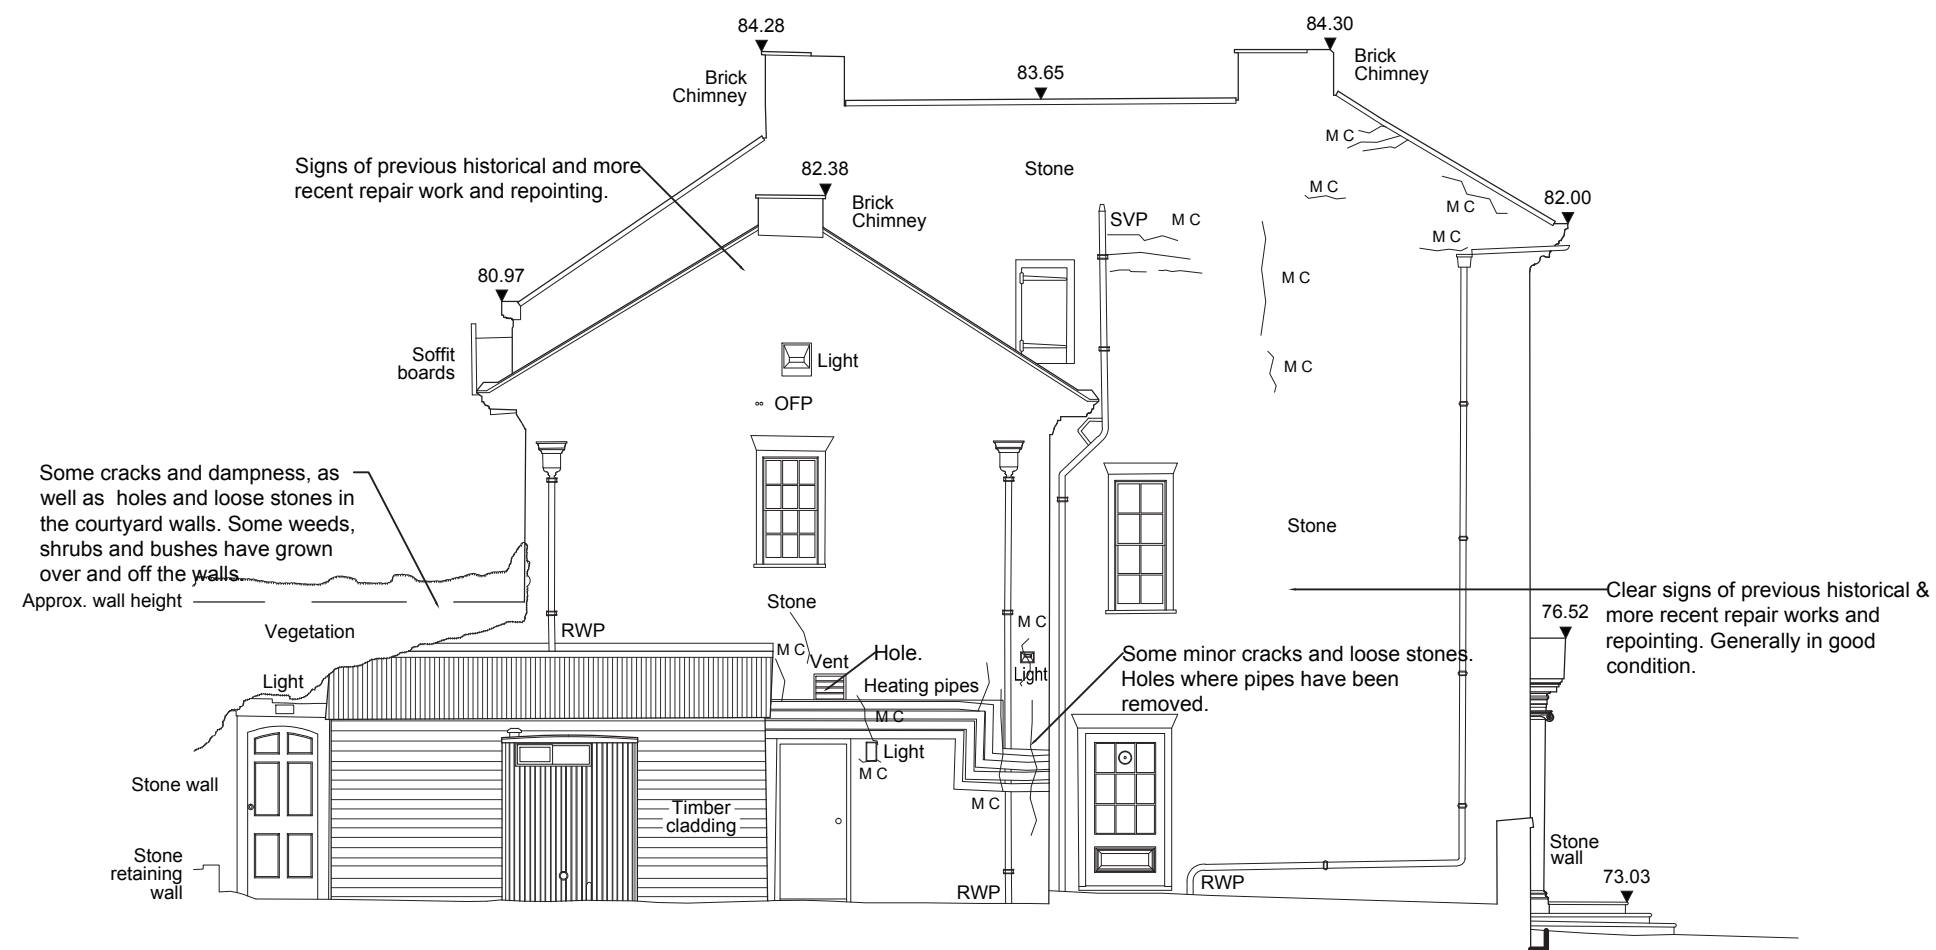 84.28
84.30
Brick
Chimney
83.65
Brick
Chimney
M C
Signs of previous historical and more
recent repair work and repointing.
82.38
Stone
M C
82.00
Brick
Chimney
SVP
M C
M C
M C
80.97
M C
Soffit
boards
Light
M C
OFP
Some cracks and dampness, as
well as holes and loose stones in
the courtyard walls. Some weeds,
shrubs and bushes have grown
over and off the walls.
Stone
Approx. wall height
Clear signs of previous historical &
more recent repair works and
repointing. Generally in good
condition.
Stone
76.52
Vegetation
RWP
M C
M C
Vent
Hole.
Some minor cracks and loose stones.
Holes where pipes have been
removed.
Light
Light
Heating pipes
M C
Light
M C
Stone wall
M C
Timber
cladding
Stone
retaining
wall
Stone
wall
RWP
RWP
73.03